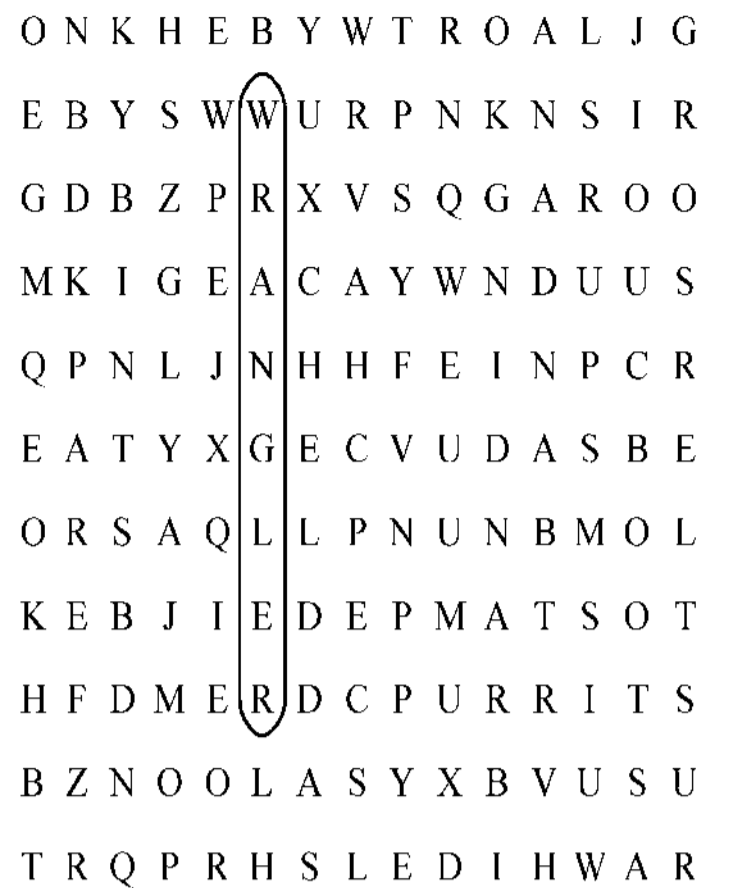 O N K H E B Y W T R O A L J G
E B Y S W W U R P N K N S I R
G D B Z P R X V S Q G A R O O
M K I G E A C A Y W N D U U S
Q P N L J N H H F E I N P C R
E A T Y X G E C V U D A S B E
O R S A Q L L P N U N B M O L
K E B J I E D E P M A T S O T
H F D M E R D C P U R R I T S
B Z N O O L A S Y X B V U S U
T R Q P R H S L E D I H W A R